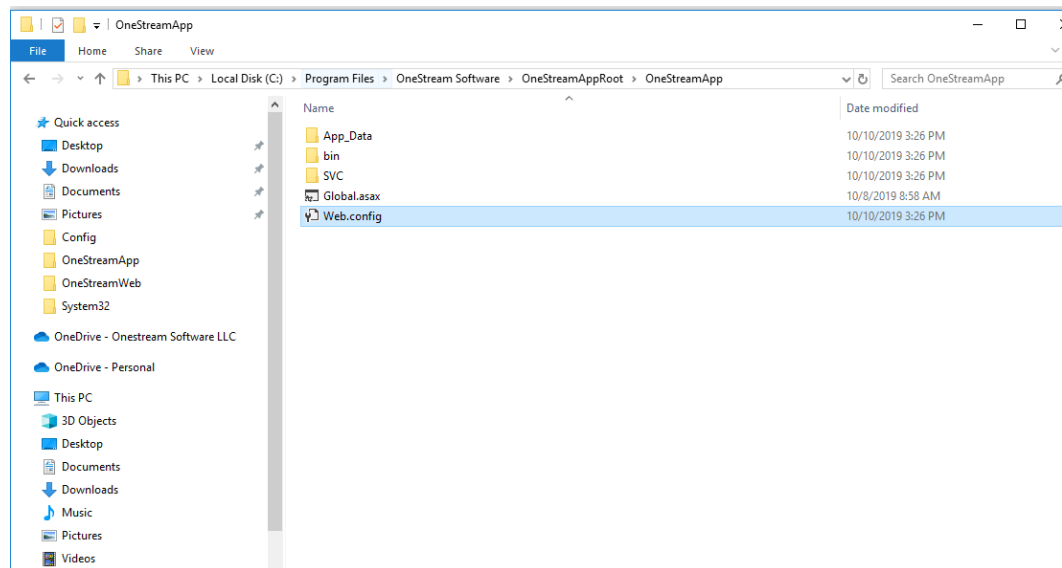 OneStreamApp
File Home Share View
This PC Local Disk (C:) Program Files OneStream Software OneStreamAppRoot OneStreamApp Search OneStreamApp
Name Date modified
Quick access
Desktop
Downloads
Documents
Pictures
Config
OneStreamApp
OneStreamWeb
System32
OneDrive - Onestream Software LLC
OneDrive - Personal
This PC
3D Objects
Desktop
Documents
Downloads
Music
Pictures
Videos
App_Data 10/10/2019 3:26 PM
bin 10/10/2019 3:26 PM
SVC 10/10/2019 3:26 PM
Global.asax 10/8/2019 8:58 AM
Web.config 10/10/2019 3:26 PM